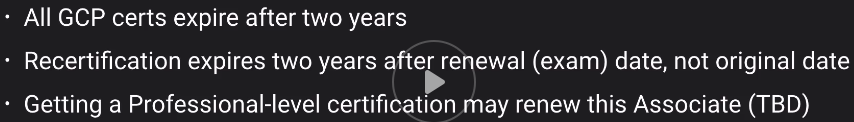 · All GCP certs expire after two years
· Recertification expires two years after renewal (exam) date, not original date
· Getting a Professional-level certification may renew this Associate (TBD)